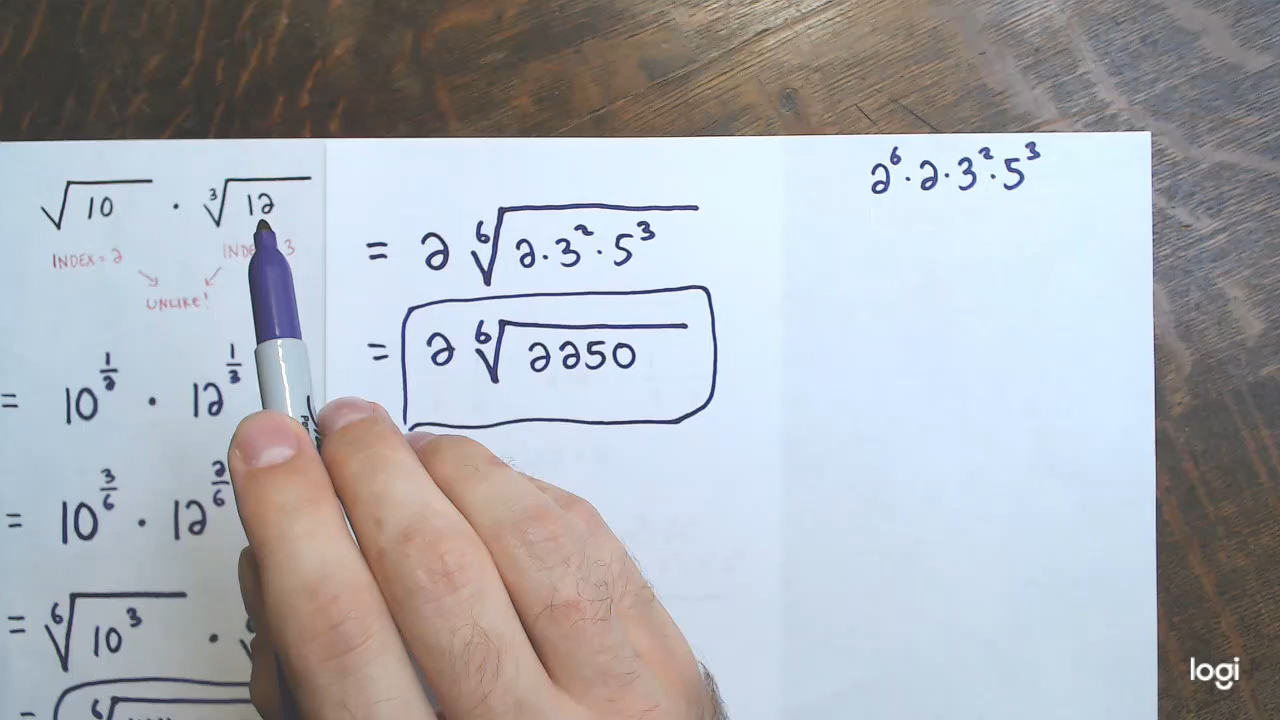 √10 · ³√12
INDEX = 2
UNLIKE!
= 10^(1/2) · 12^(1/3)
= 10^(3/6) · 12^(2/6)
= ⁶√10³ ·
= 2 ⁶√2·3²·5³
= 2 ⁶√2250
2⁶·2·3²·5³
logi